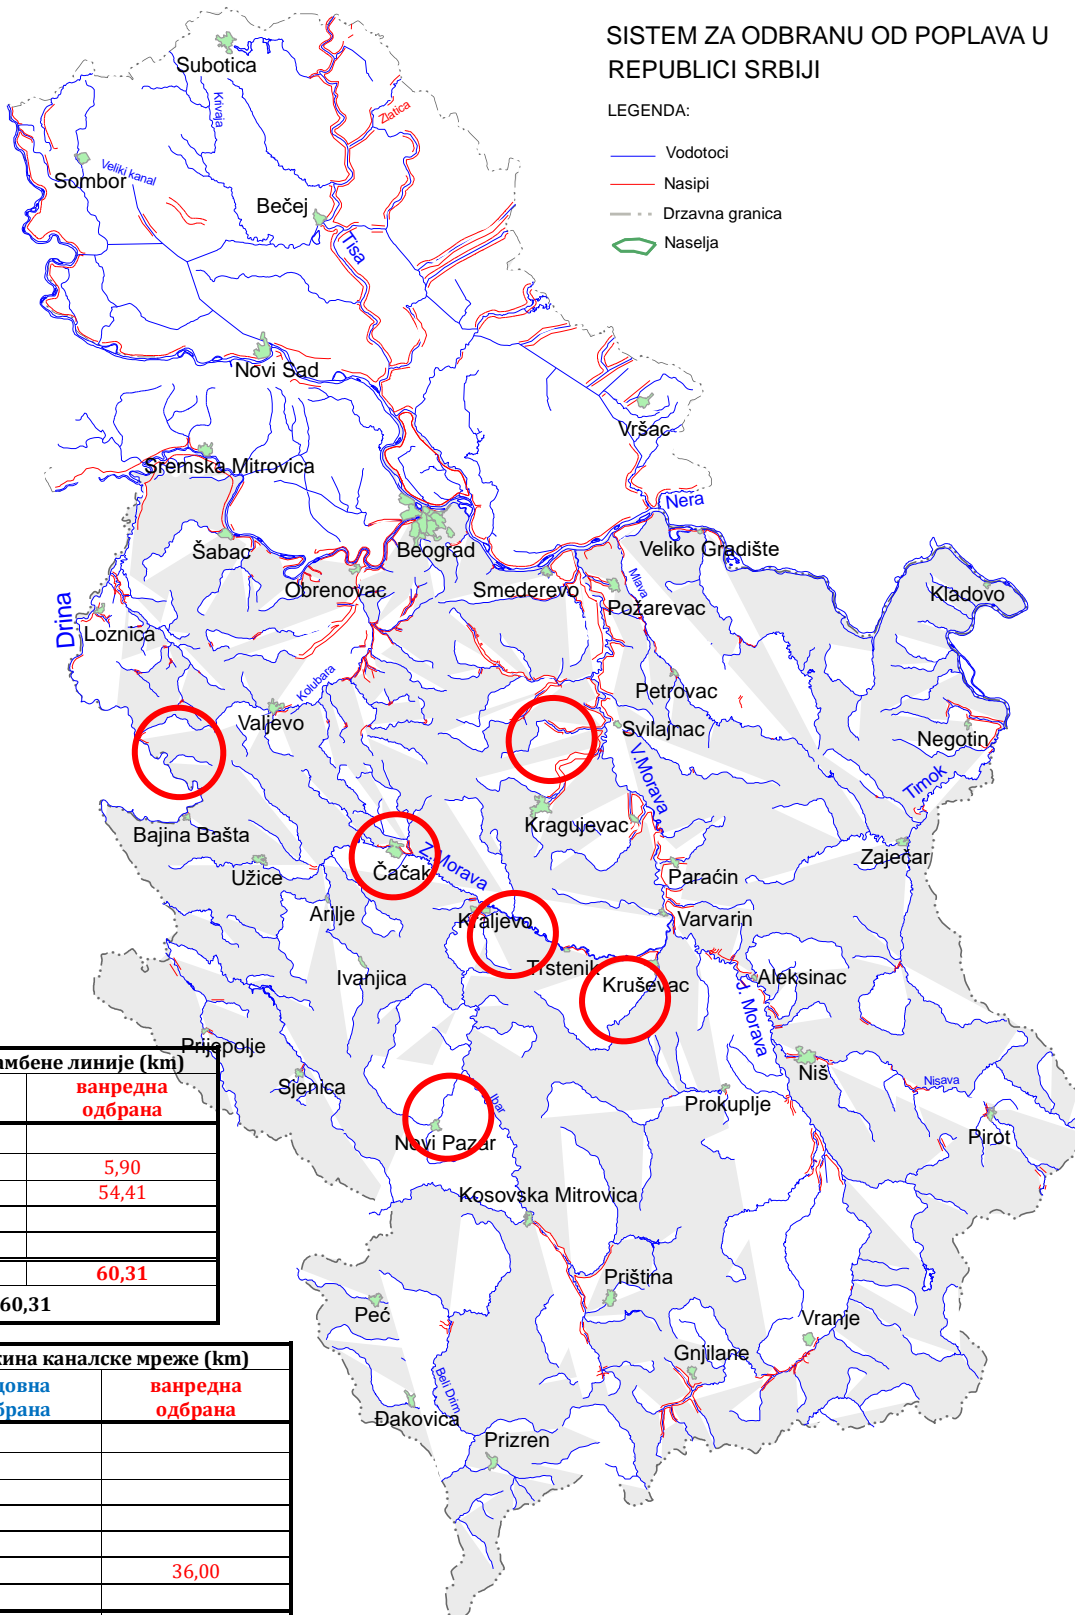 SISTEM ZA ODBRANU OD POPLAVA U
REPUBLICI SRBIJI
LEGENDA:
Vodotoci
Nasipi
Drzavna granica
Naselja
Subotica
Krivaja
Zlatica
Sombor
Veliki kanal
Bečej
Tisa
Novi Sad
Vršac
Sremska Mitrovica
Nera
Šabac
Beograd
Veliko Gradište
Obrenovac
Smederevo
Mlava
Požarevac
Kladovo
Drina
Loznica
Kolubara
Petrovac
Valjevo
Svilajnac
Negotin
V.Morava
Timok
Bajina Bašta
Kragujevac
Z.Morava
Čačak
Užice
Paraćin
Zaječar
Arilje
Kraljevo
Varvarin
Ivanjica
Trstenik
Kruševac
Aleksinac
J. Morava
Prijepolje
Sjenica
Niš
Nisava
Ibar
Prokuplje
Novi Pazar
Pirot
Kosovska Mitrovica
Priština
Peć
Vranje
Gnjilane
Beli Drim
Đakovica
Prizren
амбене линије (km)
ванредна
одбрана
5,90
54,41
60,31
60,31
кина каналске мреже (km)
довна
брана
ванредна
одбрана
36,00